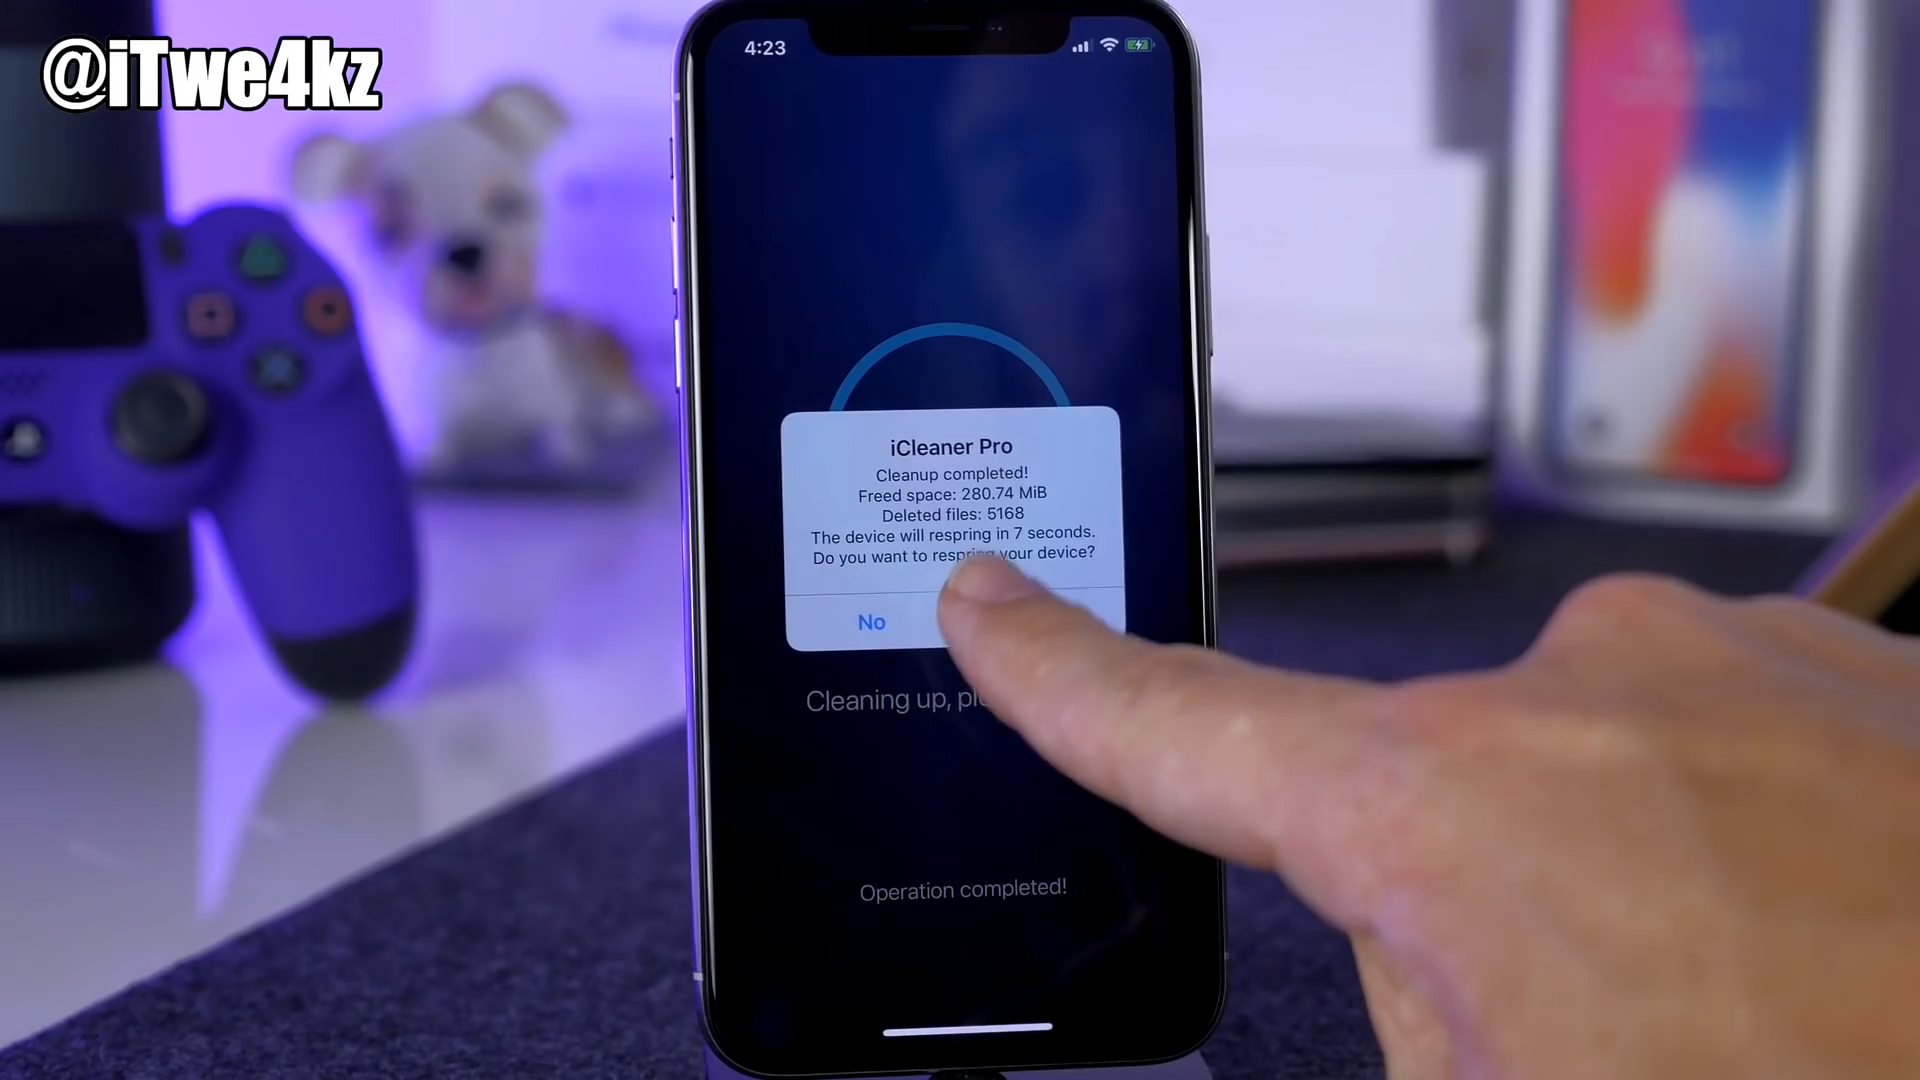 @iTwe4kz
4:23
iCleaner Pro
Cleanup completed!
Freed space: 280.74 MiB
Deleted files: 5168
The device will respring in 7 seconds.
Do you want to respring your device?
No
Cleaning up,
Operation completed!